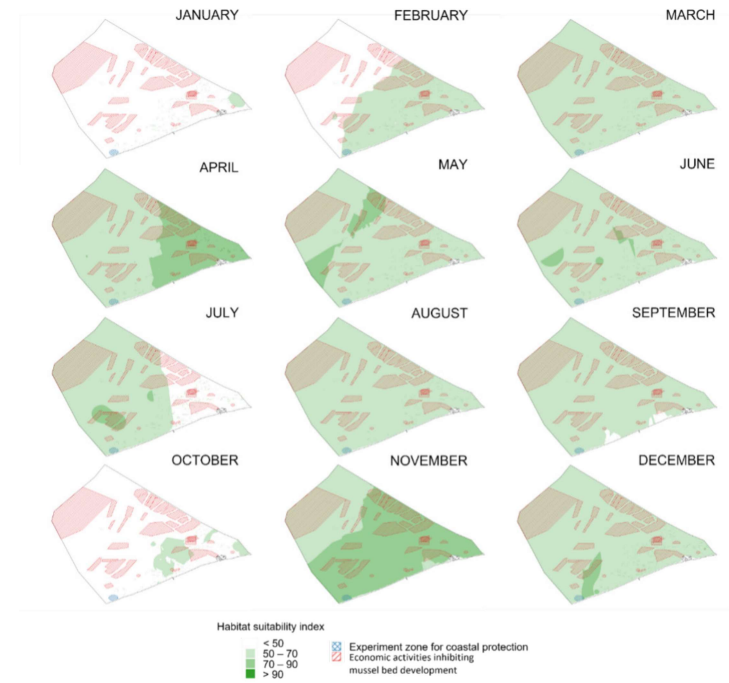 JANUARY
FEBRUARY
MARCH
APRIL
MAY
JUNE
JULY
AUGUST
SEPTEMBER
OCTOBER
NOVEMBER
DECEMBER
Habitat suitability index
< 50
50 – 70
70 – 90
> 90
Experiment zone for coastal protection
Economic activities inhibiting
mussel bed development